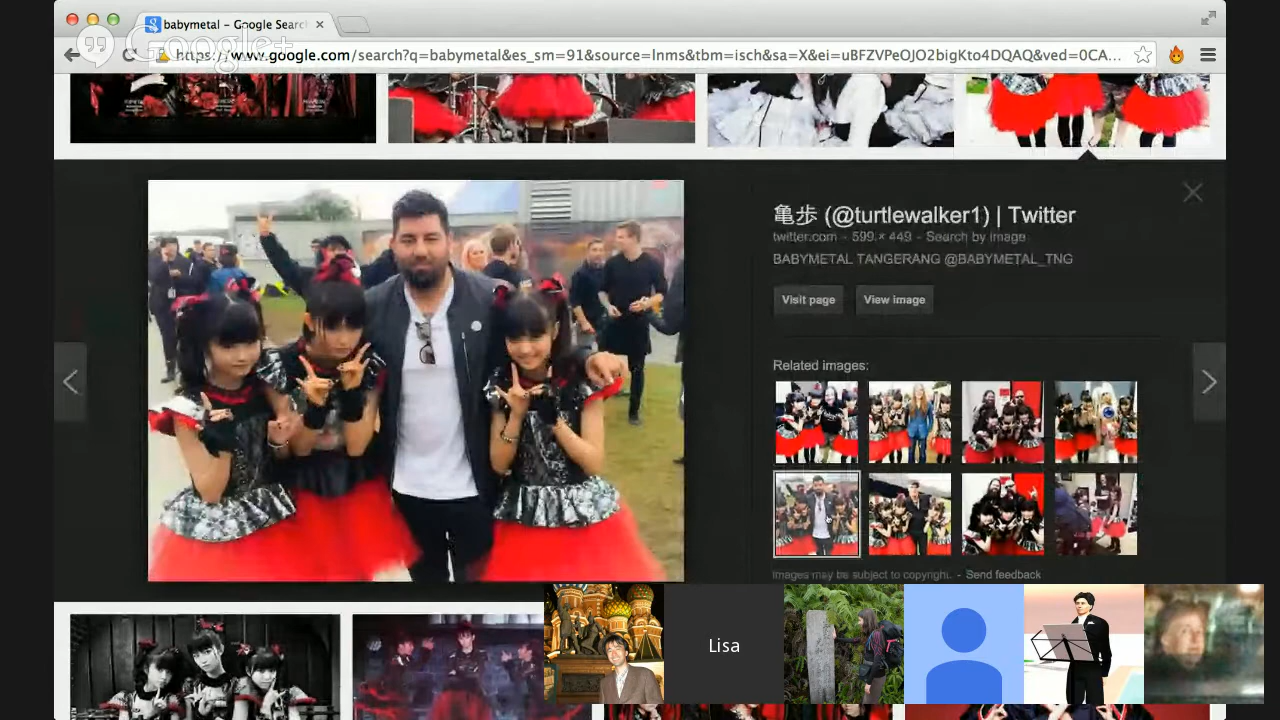 babymetal – Google Search
Google+
https://www.google.com/search?q=babymetal&es_sm=91&source=lnms&tbm=isch&sa=X&ei=uBFZVPeOJO2bigKto4DQAQ&ved=0CA...
亀歩 (@turtlewalker1) | Twitter
twitter.com - 599 × 449 - Search by image
BABYMETAL TANGERANG @BABYMETAL_TNG
Visit page
View image
Related images:
Images may be subject to copyright. - Send feedback
Lisa